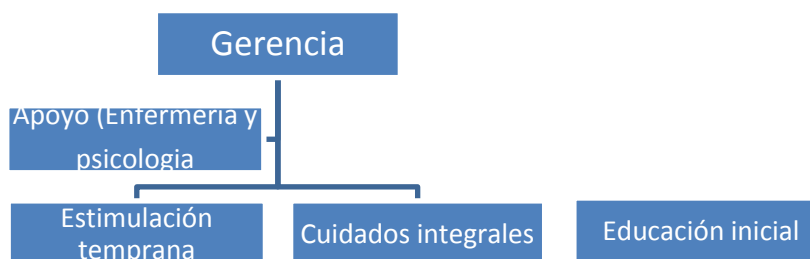 Gerencia
Apoyo (Enfermería y
psicologia
Estimulación
temprana
Cuidados integrales
Educación inicial